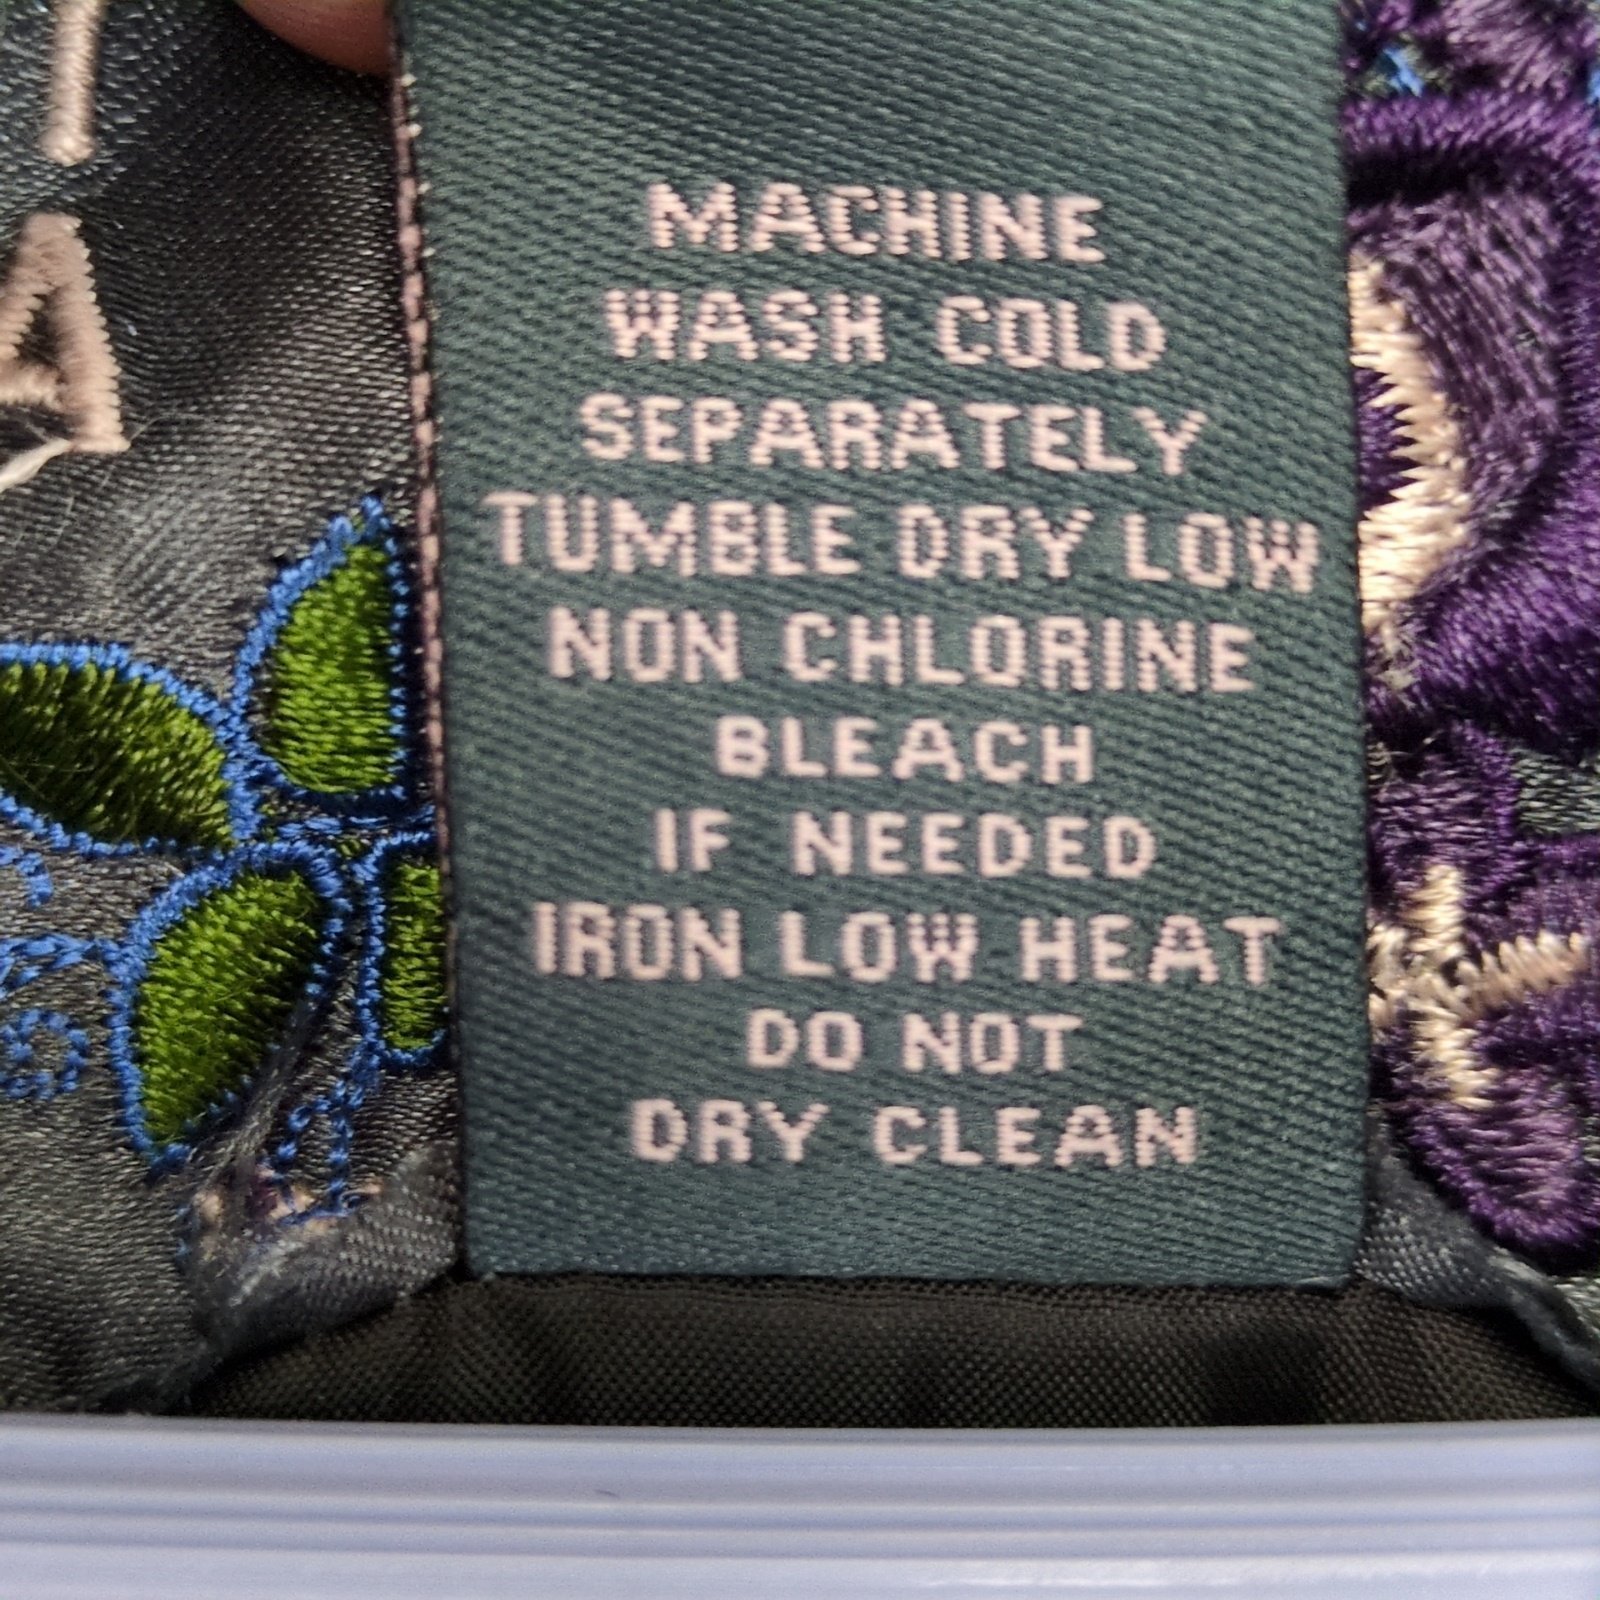 MACHINE
WASH COLD
SEPARATELY
TUMBLE DRY LOW
NON CHLORINE
BLEACH
IF NEEDED
IRON LOW HEAT
DO NOT
DRY CLEAN